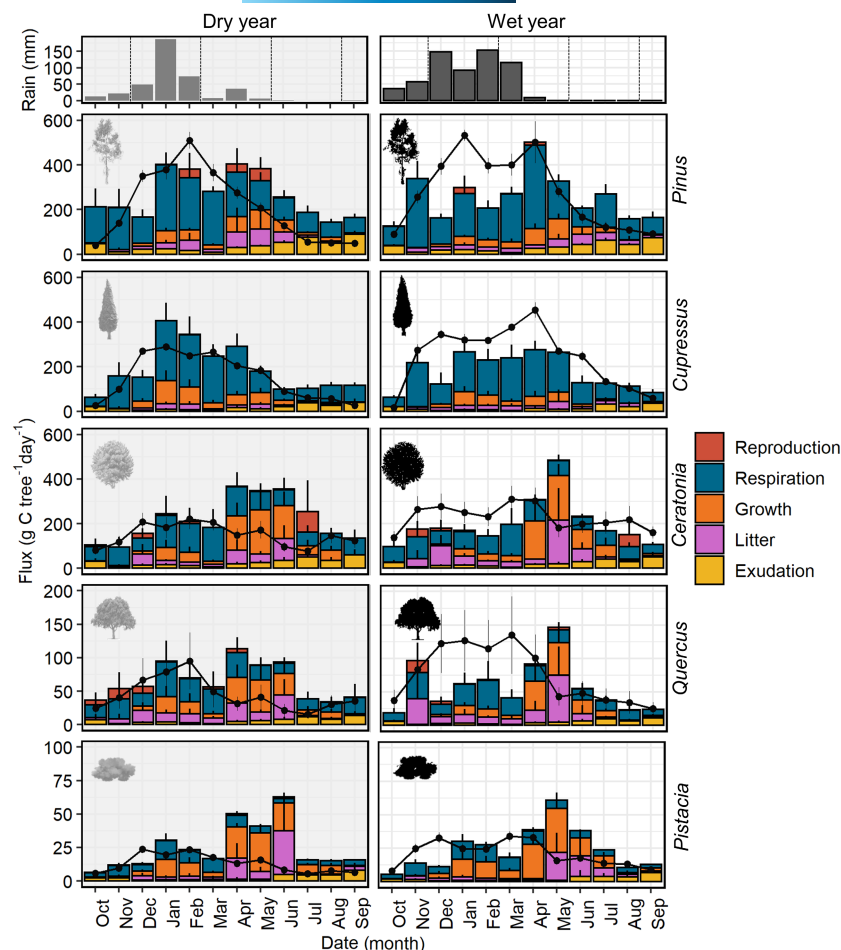 Dry year
Wet year
Rain (mm)
150
100
50
0
Flux (g C tree⁻¹day⁻¹)
600
400
200
0
Pinus
600
400
200
0
Cupressus
600
400
200
0
Ceratonia
200
150
100
50
0
Quercus
100
75
50
25
0
Pistacia
Reproduction
Respiration
Growth
Litter
Exudation
Oct Nov Dec Jan Feb Mar Apr May Jun Jul Aug Sep
Oct Nov Dec Jan Feb Mar Apr May Jun Jul Aug Sep
Date (month)